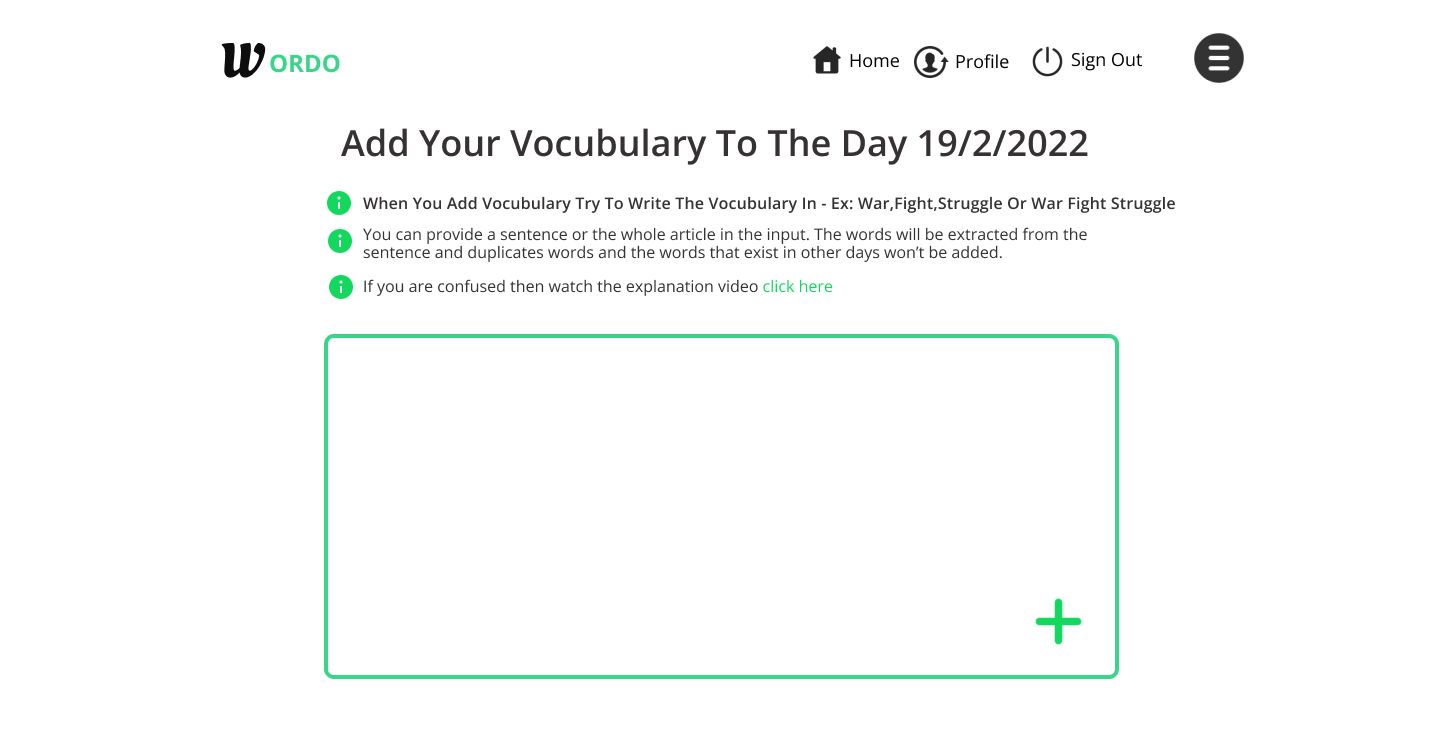 WORDO
Home Profile Sign Out
Add Your Vocubulary To The Day 19/2/2022
When You Add Vocubulary Try To Write The Vocubulary In - Ex: War,Fight,Struggle Or War Fight Struggle
You can provide a sentence or the whole article in the input. The words will be extracted from the
sentence and duplicates words and the words that exist in other days won’t be added.
If you are confused then watch the explanation video click here